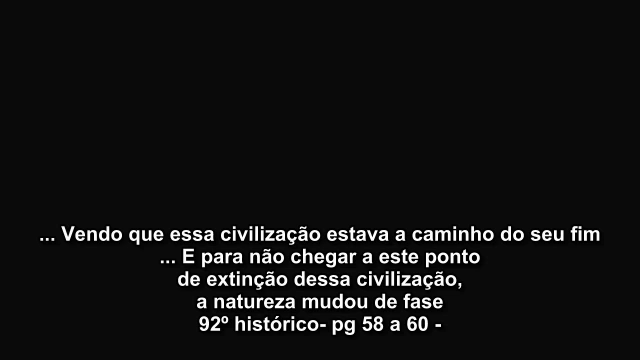 ... Vendo que essa civilização estava a caminho do seu fim
... E para não chegar a este ponto
de extinção dessa civilização,
a natureza mudou de fase
92º histórico- pg 58 a 60 -